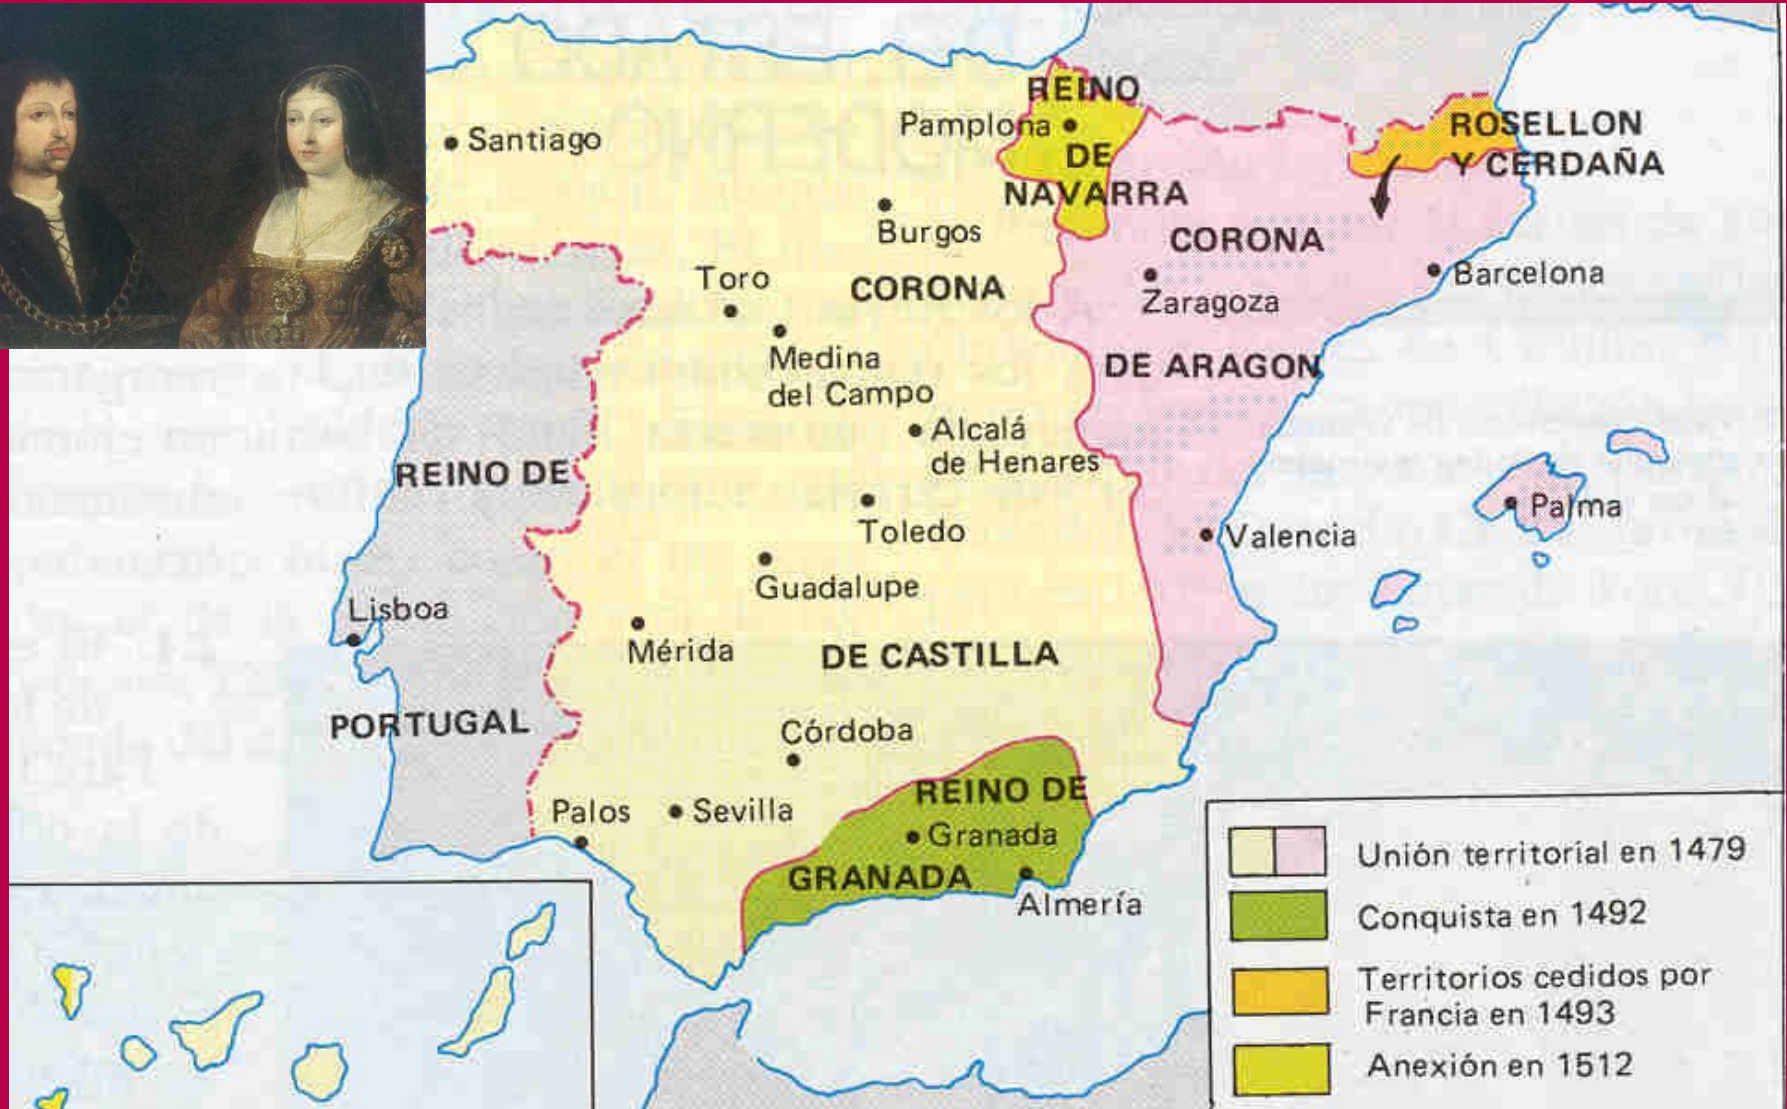 REINO
Pamplona
DE
NAVARRA
ROSELLON
Y CERDAÑA
Santiago
Burgos
CORONA
Zaragoza
Barcelona
Toro
CORONA
Medina
del Campo
DE ARAGON
Alcalá
de Henares
REINO DE
Toledo
Valencia
Palma
Guadalupe
Lisboa
Mérida
DE CASTILLA
PORTUGAL
Córdoba
REINO DE
Palos
Sevilla
Granada
GRANADA
Almería
Unión territorial en 1479
Conquista en 1492
Territorios cedidos por
Francia en 1493
Anexión en 1512